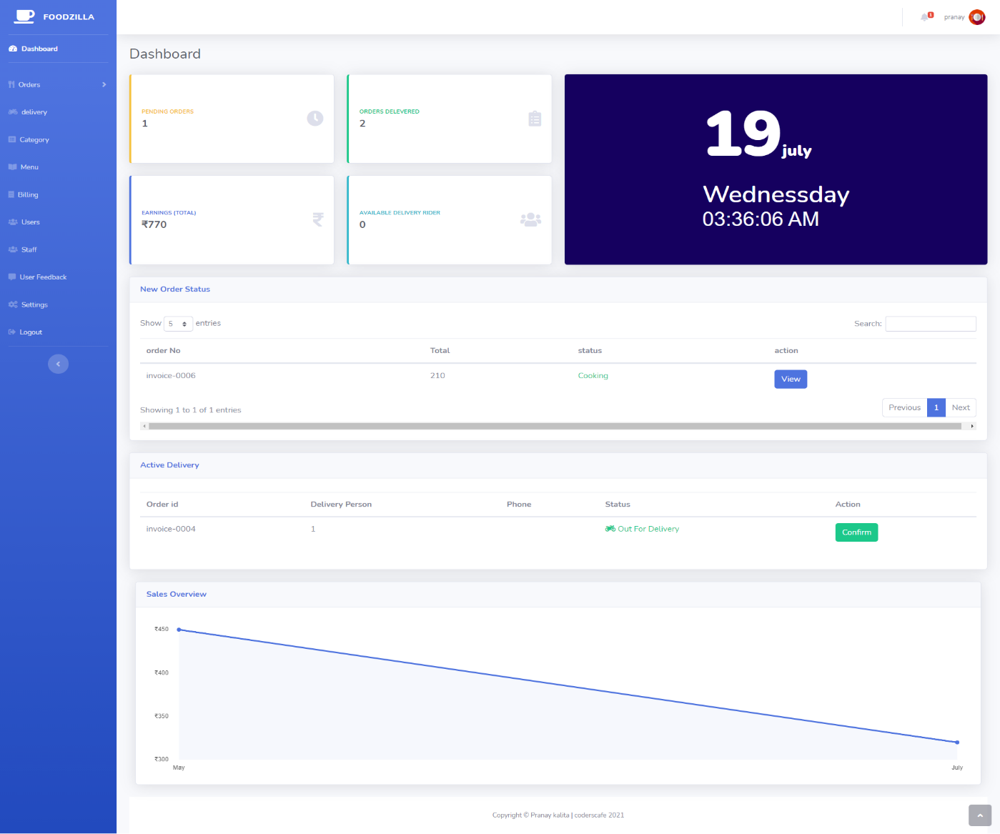 FOODZILLA
Dashboard
Orders
delivery
Category
Menu
Billing
Users
Staff
User Feedback
Settings
Logout
1
pranay
Dashboard
PENDING ORDERS
1
ORDERS DELEVERED
2
EARNINGS (TOTAL)
₹770
AVAILABLE DELIVERY RIDER
0
19 july
Wednessday
03:36:06 AM
New Order Status
Show 5 entries
Search:
order No Total status action
invoice-0006 210 Cooking View
Showing 1 to 1 of 1 entries
Previous 1 Next
Active Delivery
Order id Delivery Person Phone Status Action
invoice-0004 1 Out For Delivery Confirm
Sales Overview
₹450
₹400
₹350
₹300
May July
Copyright © Pranay kalita | coderscafe 2021